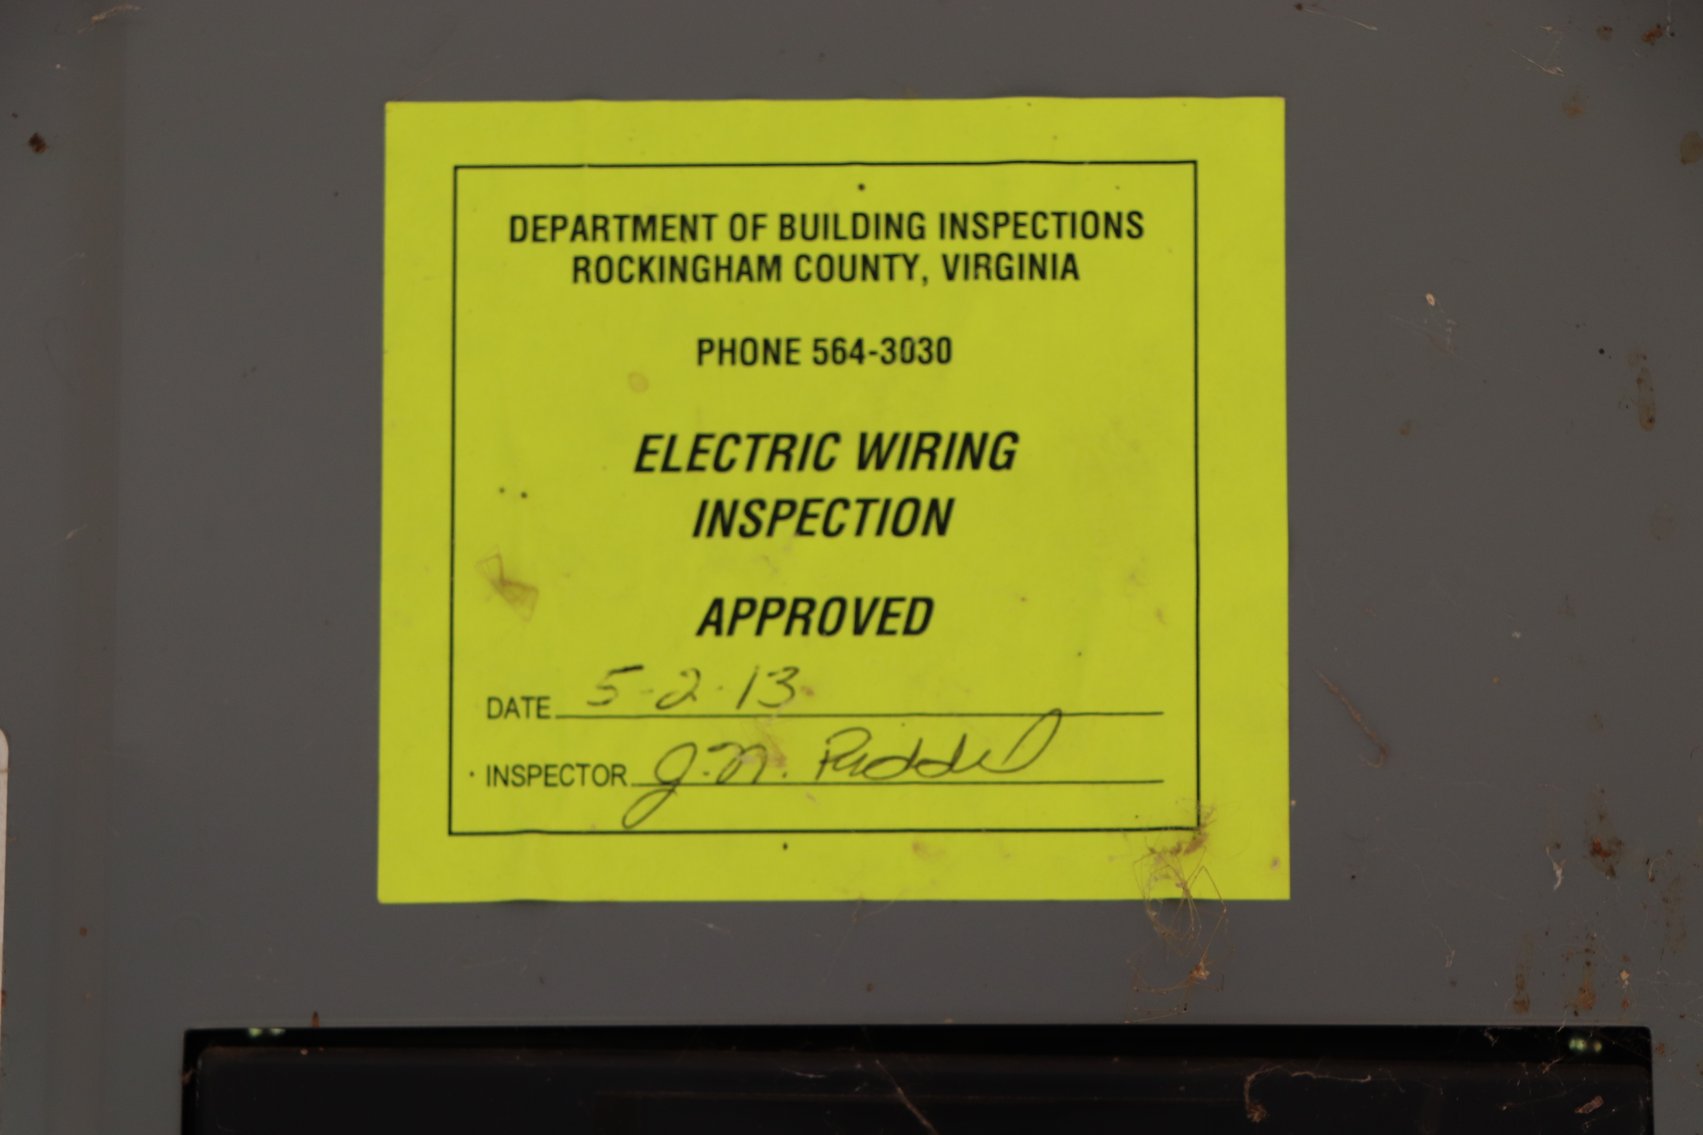 DEPARTMENT OF BUILDING INSPECTIONS
ROCKINGHAM COUNTY, VIRGINIA
PHONE 564-3030
ELECTRIC WIRING
INSPECTION
APPROVED
DATE 5-2-13
INSPECTOR J.N. Riddel